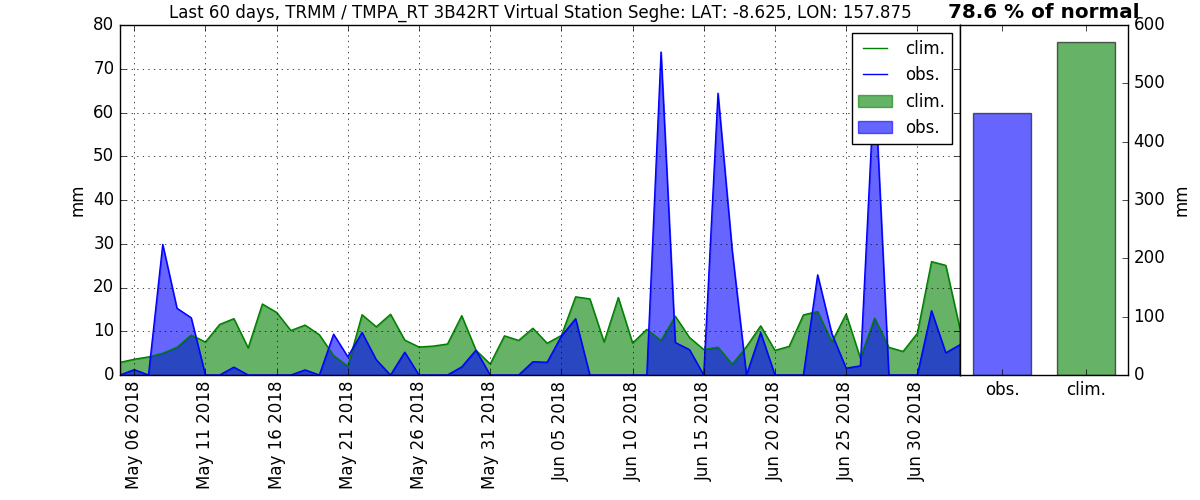 Last 60 days, TRMM / TMPA_RT 3B42RT Virtual Station Seghe: LAT: -8.625, LON: 157.875
78.6 % of normal
80
70
60
50
40
30
20
10
0
mm
clim.
obs.
clim.
obs.
600
500
400
300
200
100
0
mm
May 06 2018
May 11 2018
May 16 2018
May 21 2018
May 26 2018
May 31 2018
Jun 05 2018
Jun 10 2018
Jun 15 2018
Jun 20 2018
Jun 25 2018
Jun 30 2018
obs.
clim.